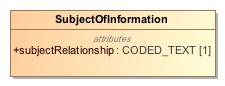 SubjectOfInformation
attributes
+subjectRelationship : CODED_TEXT [1]